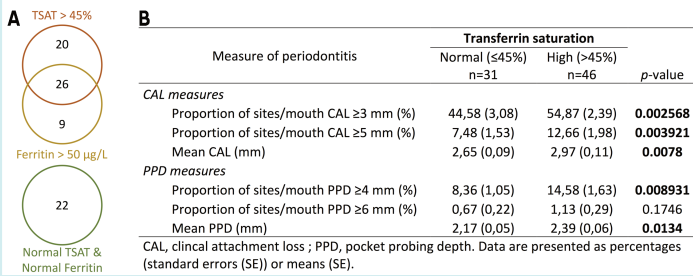 A
TSAT > 45%
20
26
9
Ferritin > 50 µg/L
22
Normal TSAT &
Normal Ferritin
B
Transferrin saturation
Measure of periodontitis Normal (≤45%) High (>45%)
n=31 n=46 p-value
CAL measures
Proportion of sites/mouth CAL ≥3 mm (%) 44,58 (3,08) 54,87 (2,39) 0.002568
Proportion of sites/mouth CAL ≥5 mm (%) 7,48 (1,53) 12,66 (1,98) 0.003921
Mean CAL (mm) 2,65 (0,09) 2,97 (0,11) 0.0078
PPD measures
Proportion of sites/mouth PPD ≥4 mm (%) 8,36 (1,05) 14,58 (1,63) 0.008931
Proportion of sites/mouth PPD ≥6 mm (%) 0,67 (0,22) 1,13 (0,29) 0.1746
Mean PPD (mm) 2,17 (0,05) 2,39 (0,06) 0.0134
CAL, clincal attachment loss ; PPD, pocket probing depth. Data are presented as percentages
(standard errors (SE)) or means (SE).